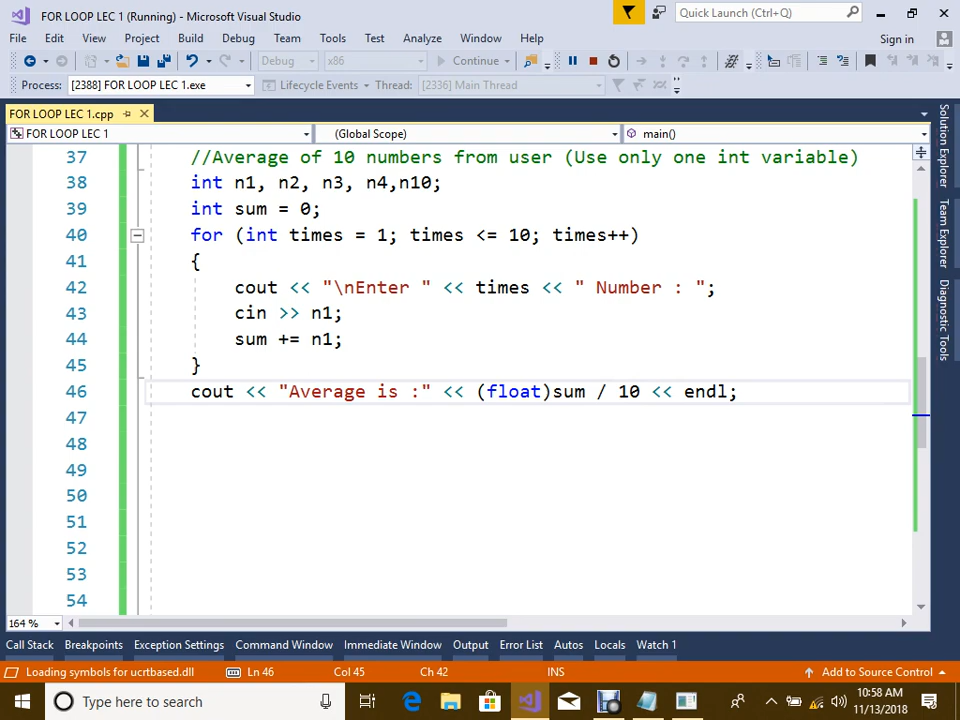 FOR LOOP LEC 1 (Running) - Microsoft Visual Studio
Quick Launch (Ctrl+Q)
File Edit View Project Build Debug Team Tools Test Analyze Window Help Sign in
Debug x86 Continue
Process: [2388] FOR LOOP LEC 1.exe Lifecycle Events Thread: [2336] Main Thread
FOR LOOP LEC 1.cpp
FOR LOOP LEC 1 (Global Scope) main()
37 //Average of 10 numbers from user (Use only one int variable)
38 int n1, n2, n3, n4,n10;
39 int sum = 0;
40 for (int times = 1; times <= 10; times++)
41 {
42 cout << "\nEnter " << times << " Number : ";
43 cin >> n1;
44 sum += n1;
45 }
46 cout << "Average is :" << (float)sum / 10 << endl;
47
48
49
50
51
52
53
54
Solution Explorer
Team Explorer
Diagnostic Tools
164 %
Call Stack Breakpoints Exception Settings Command Window Immediate Window Output Error List Autos Locals Watch 1
Loading symbols for ucrtbased.dll Ln 46 Col 45 Ch 42 INS Add to Source Control
Type here to search
10:58 AM
11/13/2018